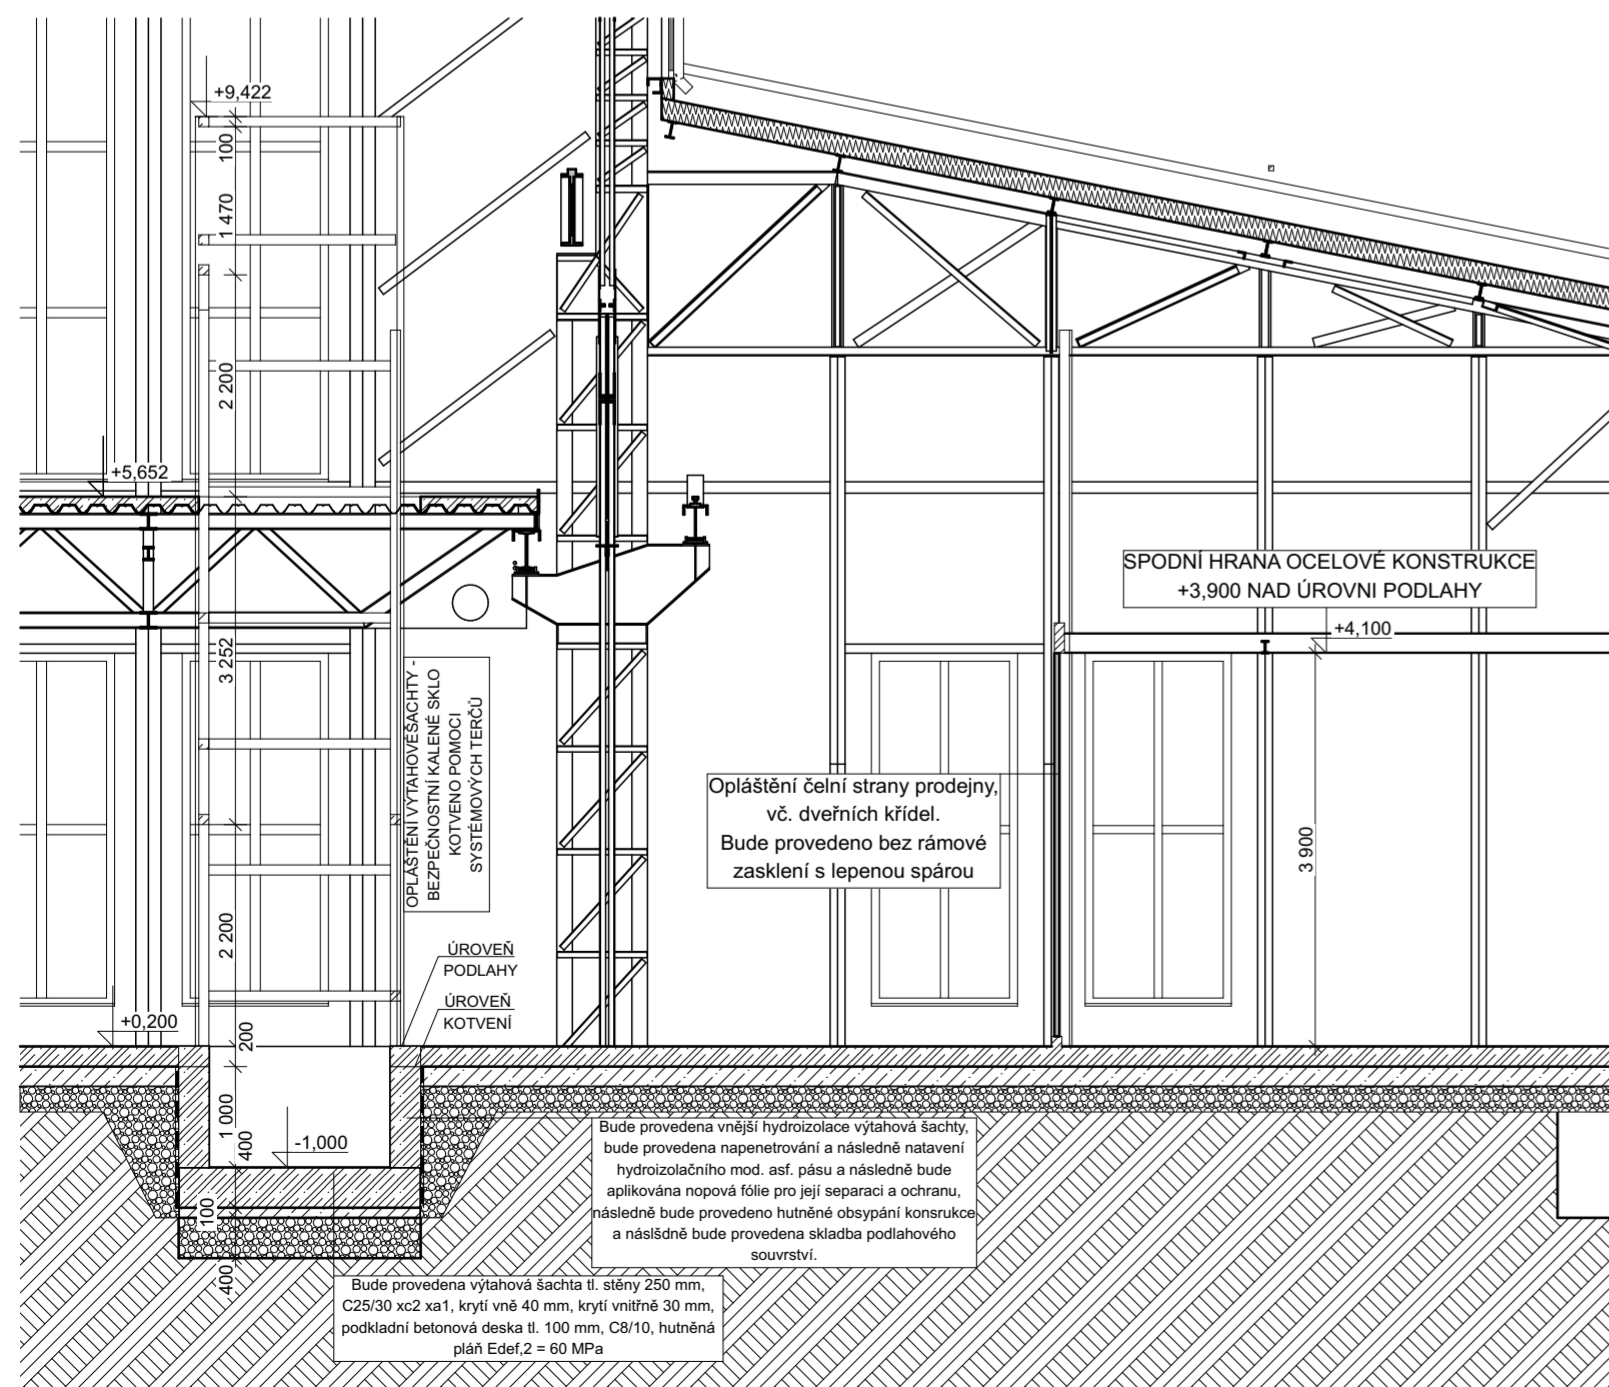 +9,422
100
1 470
2 200
+5,652
3 252
OPLÁŠTĚNÍ VÝTAHOVÉŠACHTY -
BEZPEČNOSTNÍ KALENÉ SKLO
KOTVENO POMOCI
SYSTÉMOVÝCH TERČŮ
SPODNÍ HRANA OCELOVÉ KONSTRUKCE
+3,900 NAD ÚROVNI PODLAHY
+4,100
Opláštění čelní strany prodejny,
vč. dveřních křídel.
Bude provedeno bez rámové
zasklení s lepenou spárou
3 900
2 200
ÚROVEŇ
PODLAHY
ÚROVEŇ
KOTVENÍ
+0,200
200
1 000
400
-1,000
100
400
Bude provedena vnější hydroizolace výtahová šachty,
bude provedena napenetrování a následně natavení
hydroizolačního mod. asf. pásu a následně bude
aplikována nopová fólie pro její separaci a ochranu,
následně bude provedeno hutněné obsypání konsrukce
a náslšdně bude provedena skladba podlahového
souvrství.
Bude provedena výtahová šachta tl. stěny 250 mm,
C25/30 xc2 xa1, krytí vně 40 mm, krytí vnitřně 30 mm,
podkladní betonová deska tl. 100 mm, C8/10, hutněná
pláň Edef,2 = 60 MPa